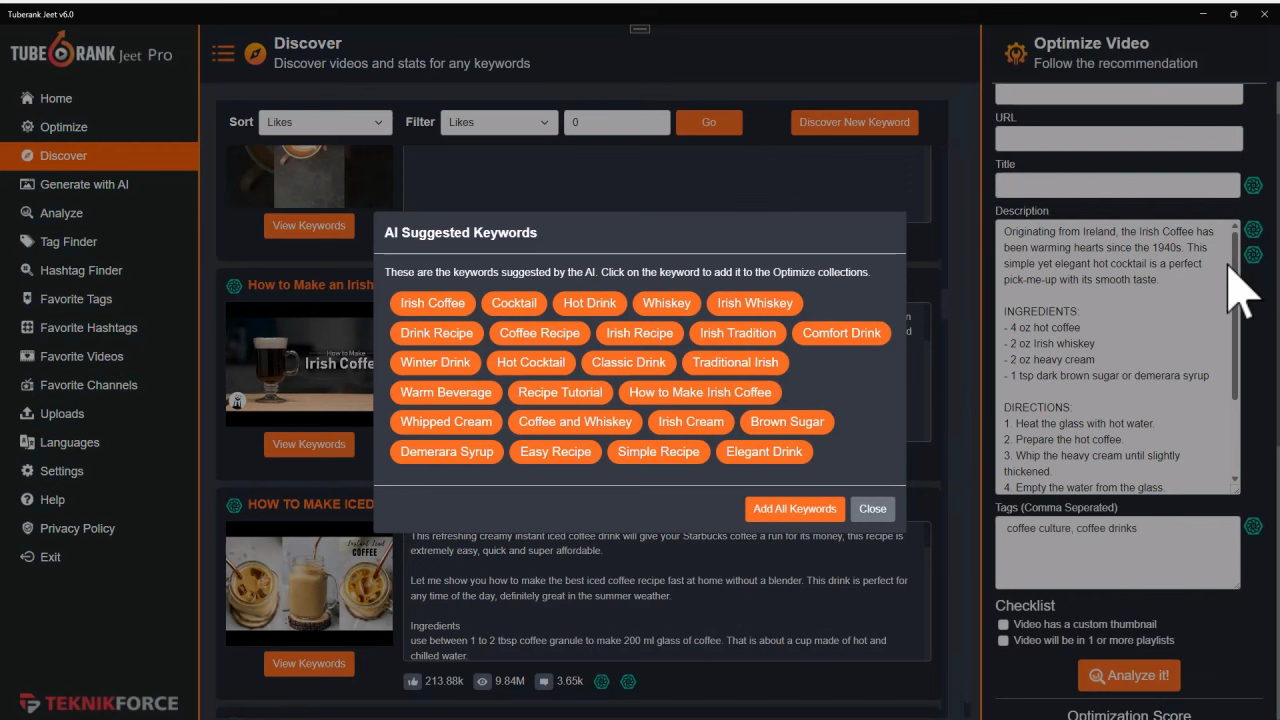 Tuberank Jeet v6.0
TUBE RANK Jeet Pro
Home
Optimize
Discover
Generate with AI
Analyze
Tag Finder
Hashtag Finder
Favorite Tags
Favorite Hashtags
Favorite Videos
Favorite Channels
Uploads
Languages
Settings
Help
Privacy Policy
Exit
TEKNIKFORCE
Discover
Discover videos and stats for any keywords
Sort Likes Filter Likes 0 Go Discover New Keyword
View Keywords
How to Make an Irish
How to Make
Irish Coffe
View Keywords
HOW TO MAKE ICED
Instant Iced
COFFEE
View Keywords
AI Suggested Keywords
These are the keywords suggested by the AI. Click on the keyword to add it to the Optimize collections.
Irish Coffee Cocktail Hot Drink Whiskey Irish Whiskey
Drink Recipe Coffee Recipe Irish Recipe Irish Tradition Comfort Drink
Winter Drink Hot Cocktail Classic Drink Traditional Irish
Warm Beverage Recipe Tutorial How to Make Irish Coffee
Whipped Cream Coffee and Whiskey Irish Cream Brown Sugar
Demerara Syrup Easy Recipe Simple Recipe Elegant Drink
Add All Keywords Close
This refreshing creamy instant iced coffee drink will give your Starbucks coffee a run for its money, this recipe is
extremely easy, quick and super affordable.
Let me show you how to make the best iced coffee recipe fast at home without a blender. This drink is perfect for
any time of the day, definitely great in the summer weather.
Ingredients
use between 1 to 2 tbsp coffee granule to make 200 ml glass of coffee. That is about a cup made of hot and
chilled water.
213.88k 9.84M 3.65k
Optimize Video
Follow the recommendation
URL
Title
Description
Originating from Ireland, the Irish Coffee has
been warming hearts since the 1940s. This
simple yet elegant hot cocktail is a perfect
pick-me-up with its smooth taste.
INGREDIENTS:
- 4 oz hot coffee
- 2 oz Irish whiskey
- 2 oz heavy cream
- 1 tsp dark brown sugar or demerara syrup
DIRECTIONS:
1. Heat the glass with hot water.
2. Prepare the hot coffee.
3. Whip the heavy cream until slightly
thickened.
4. Empty the water from the glass.
Tags (Comma Seperated)
coffee culture, coffee drinks
Checklist
Video has a custom thumbnail
Video will be in 1 or more playlists
Analyze it!
Optimization Score